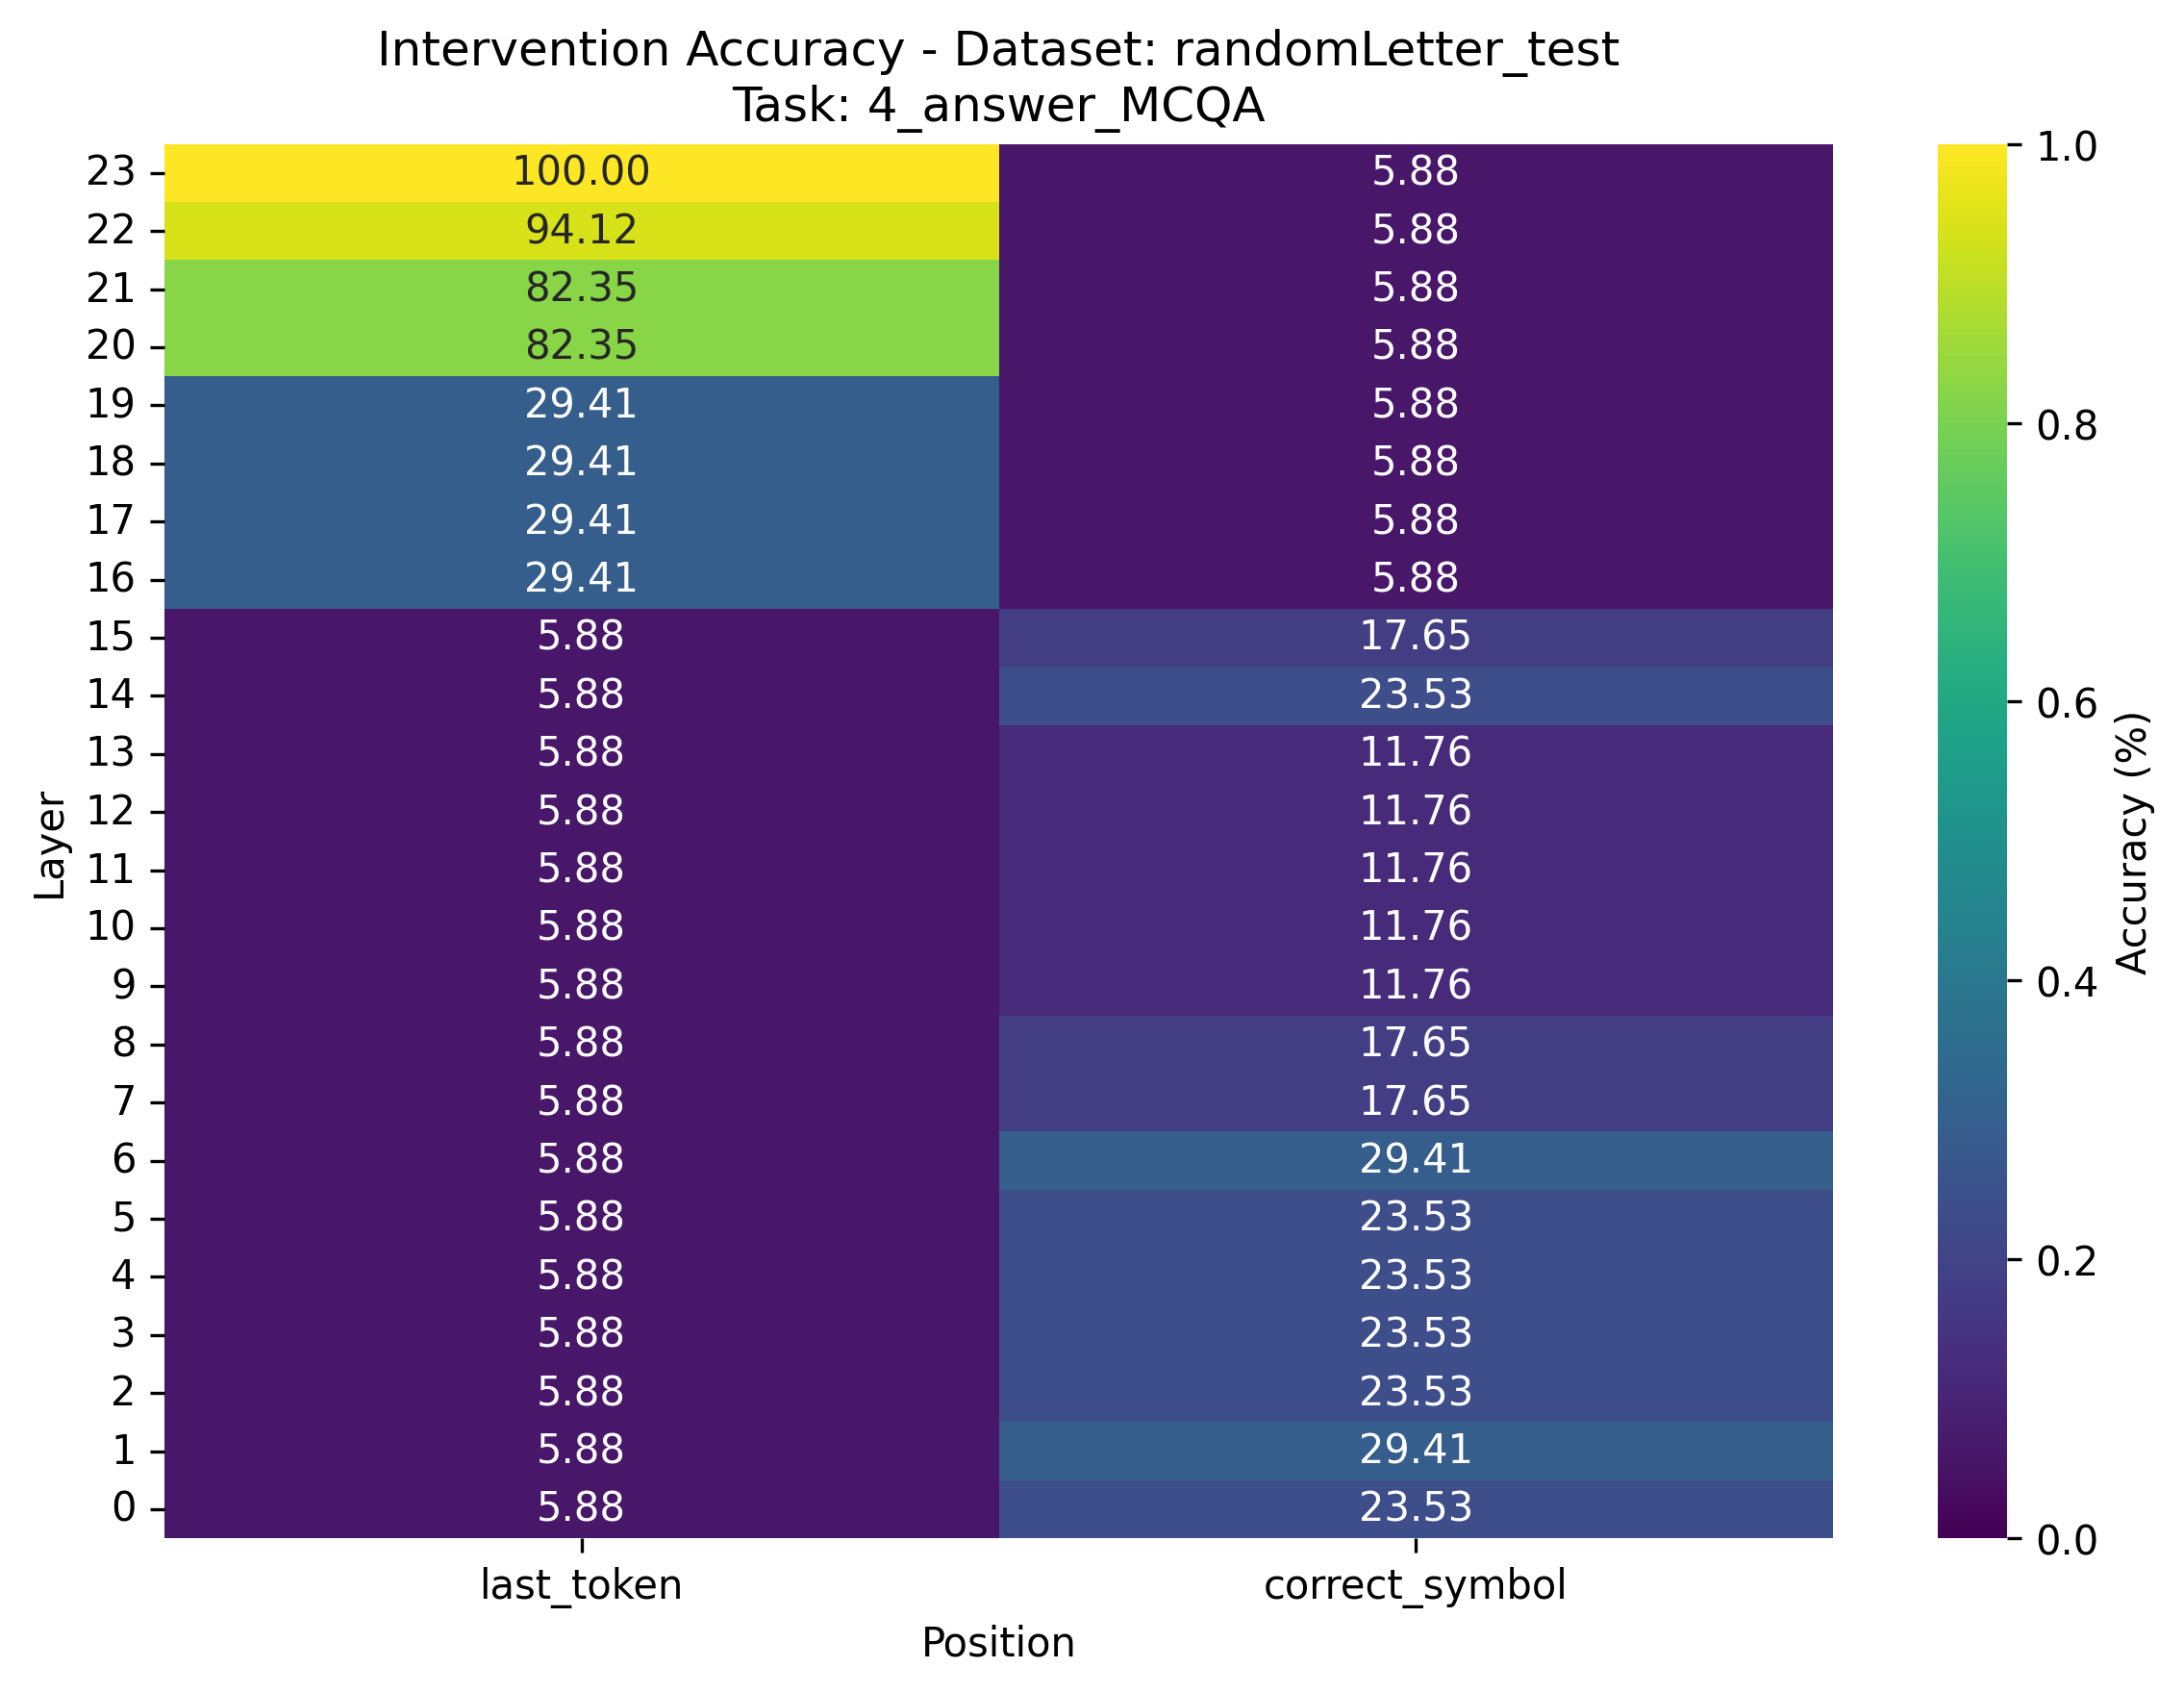 Intervention Accuracy - Dataset: randomLetter_test
Task: 4_answer_MCQA
23 100.00 5.88
22 94.12 5.88
21 82.35 5.88
20 82.35 5.88
19 29.41 5.88
18 29.41 5.88
17 29.41 5.88
16 29.41 5.88
15 5.88 17.65
14 5.88 23.53
13 5.88 11.76
12 5.88 11.76
11 5.88 11.76
10 5.88 11.76
9 5.88 11.76
8 5.88 17.65
7 5.88 17.65
6 5.88 29.41
5 5.88 23.53
4 5.88 23.53
3 5.88 23.53
2 5.88 23.53
1 5.88 29.41
0 5.88 23.53
last_token correct_symbol
Position
Layer
1.0
0.8
0.6
0.4
0.2
0.0
Accuracy (%)